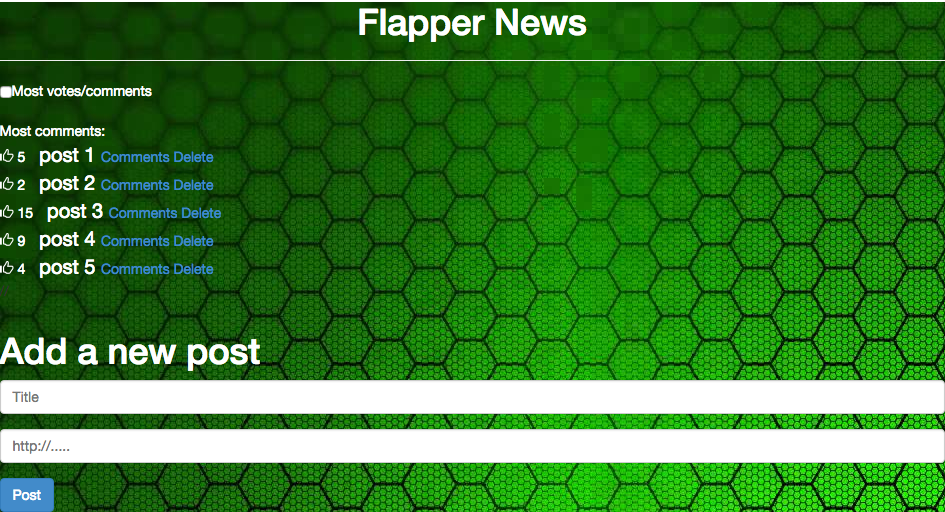 Flapper News
Most votes/comments
Most comments:
5 post 1 Comments Delete
2 post 2 Comments Delete
15 post 3 Comments Delete
9 post 4 Comments Delete
4 post 5 Comments Delete
Add a new post
Title
http://.....
Post